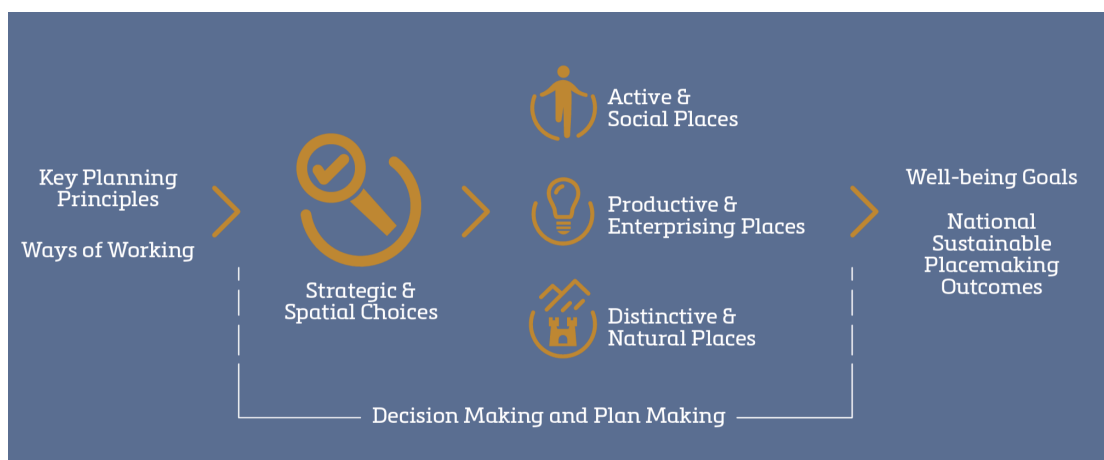 Key Planning
Principles
Ways of Working
Strategic &
Spatial Choices
Active &
Social Places
Productive &
Enterprising Places
Distinctive &
Natural Places
Well-being Goals
National
Sustainable
Placemaking
Outcomes
Decision Making and Plan Making